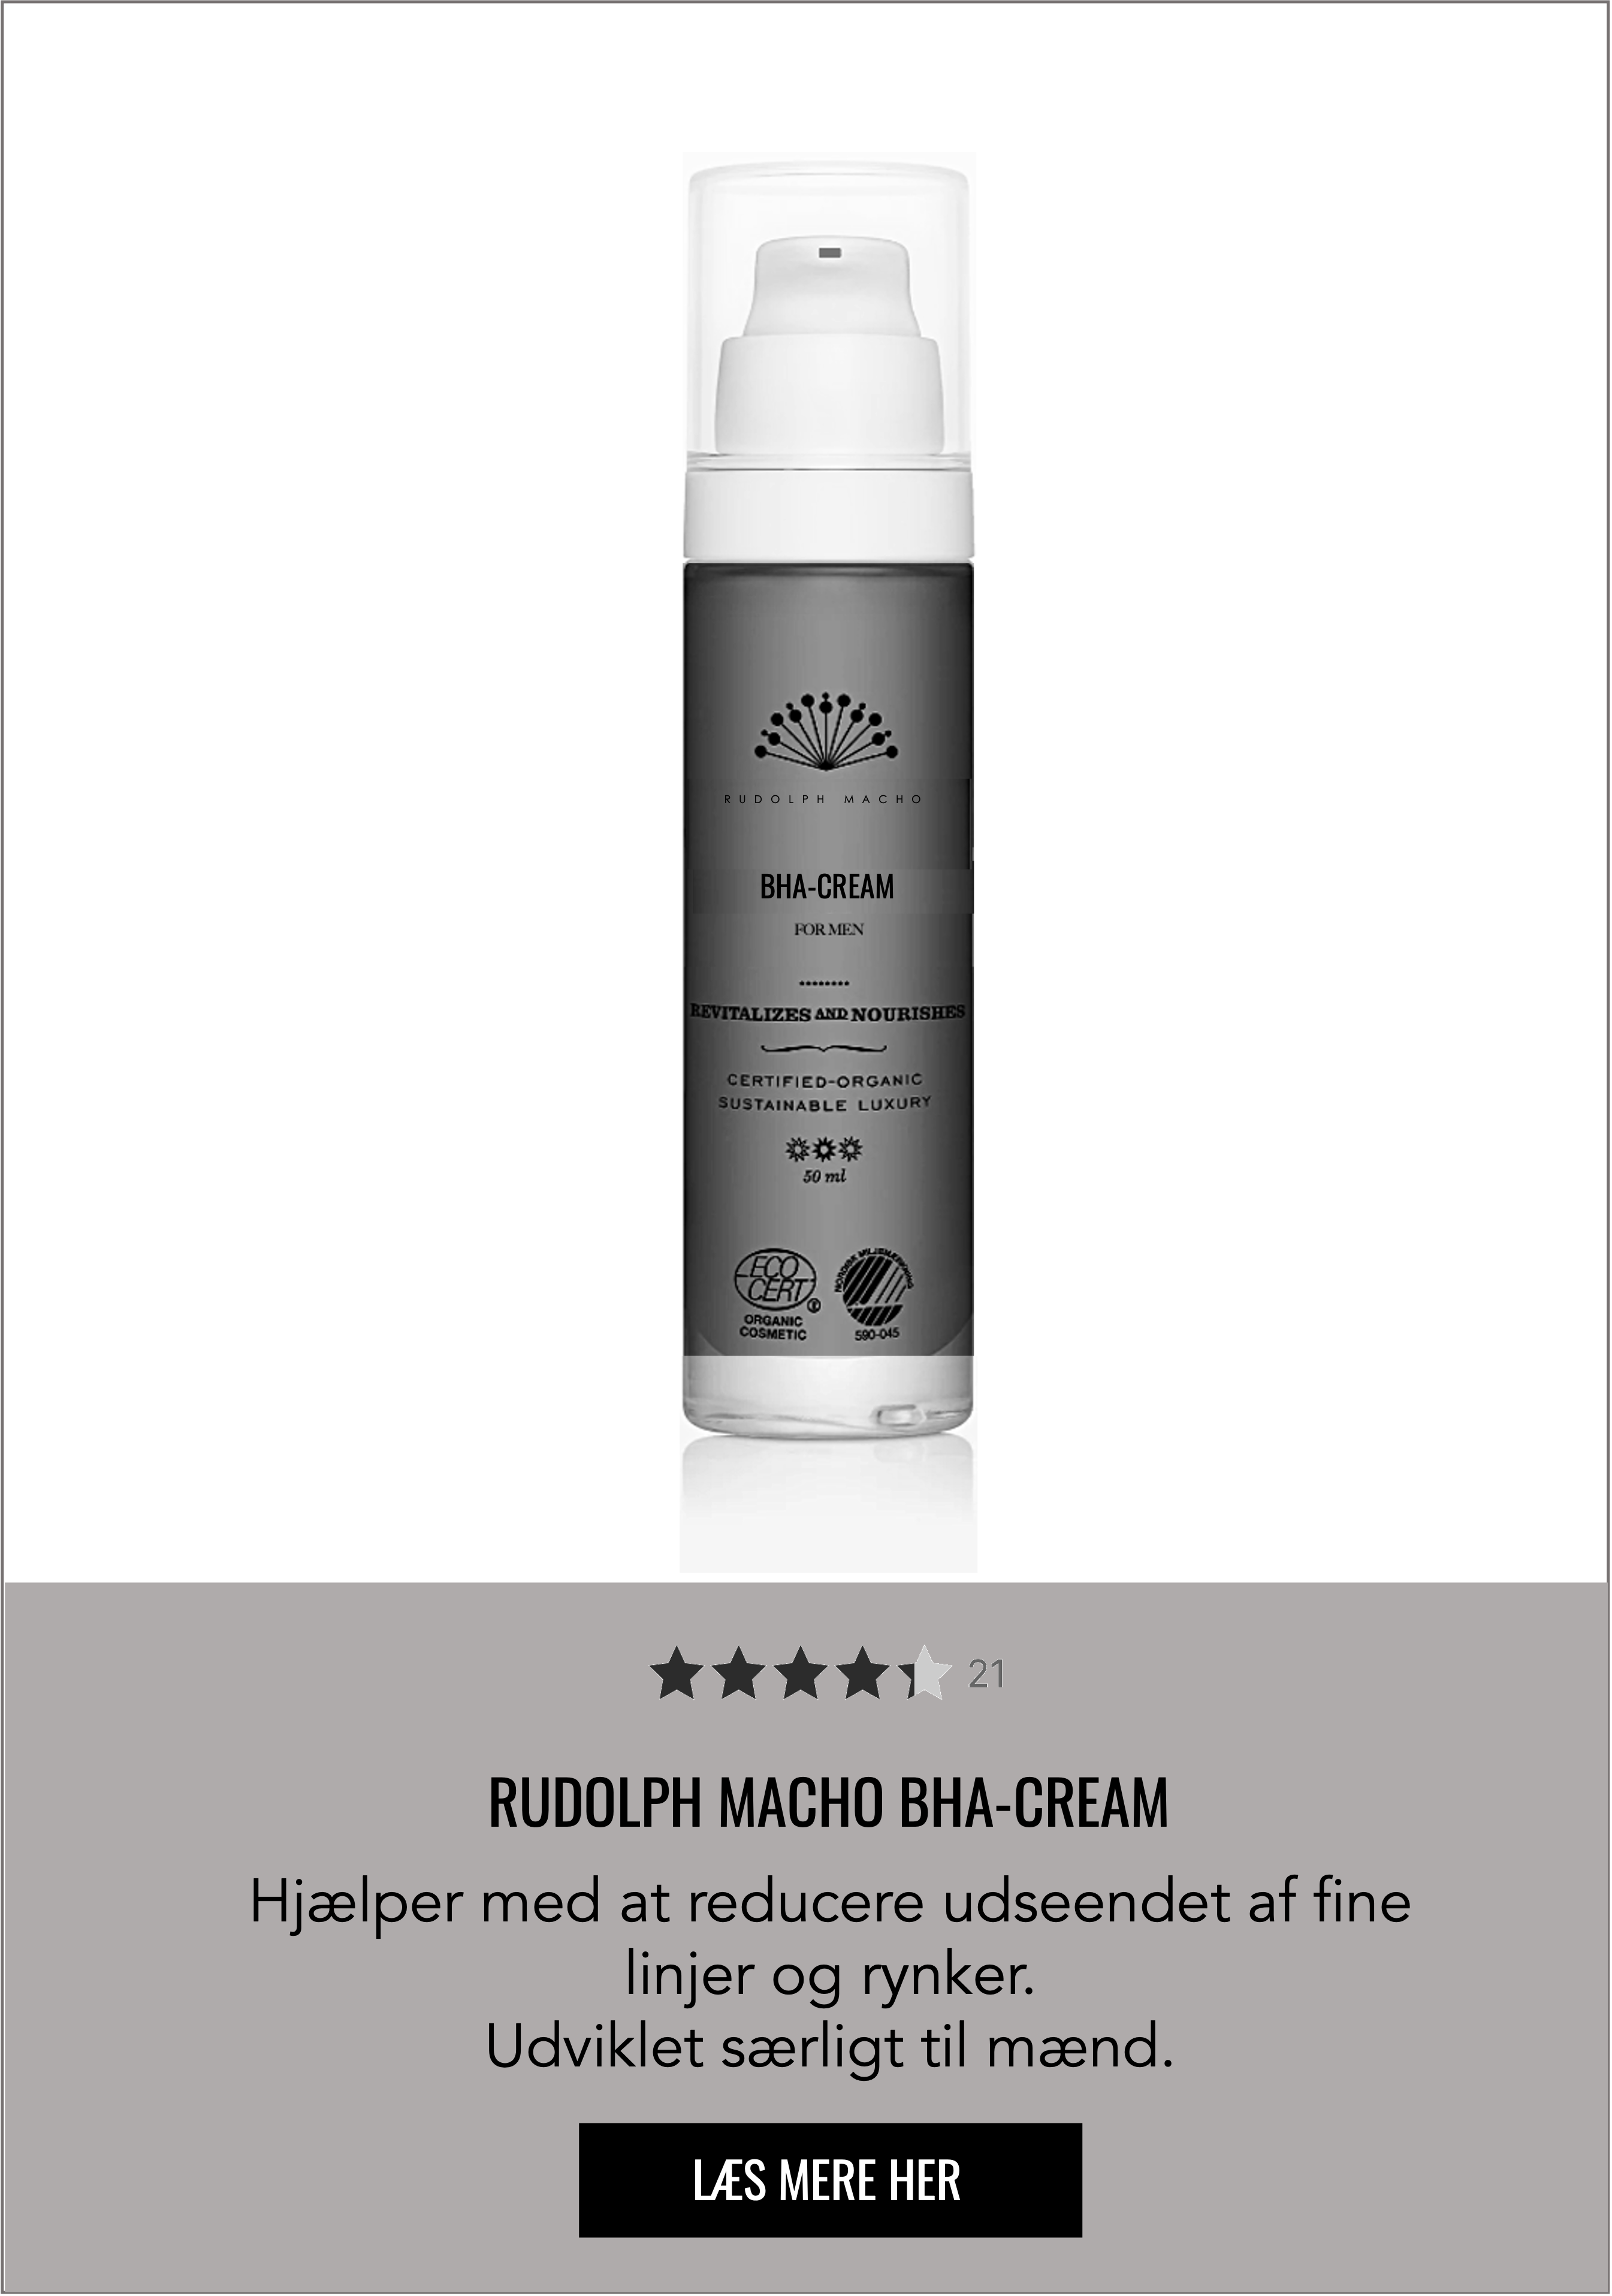 RUDOLPH MACHO
BHA-CREAM
FOR MEN
REVITALIZES AND NOURISHES
CERTIFIED-ORGANIC
SUSTAINABLE LUXURY
50 ml
ECO
CERT
®
ORGANIC
COSMETIC
590-045
21
RUDOLPH MACHO BHA-CREAM
Hjælper med at reducere udseendet af fine
linjer og rynker.
Udviklet særligt til mænd.
LÆS MERE HER